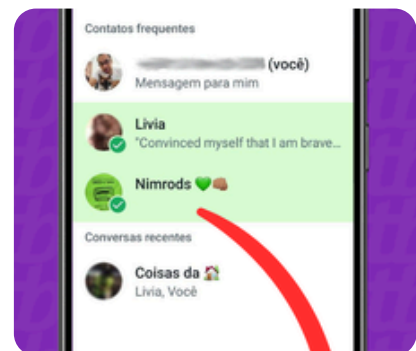 Contatos frequentes
(você)
Mensagem para mim
Livia
"Convinced myself that I am brave...
Nimrods 💚👊🏽
Conversas recentes
Coisas da 🏠
Livia, Você